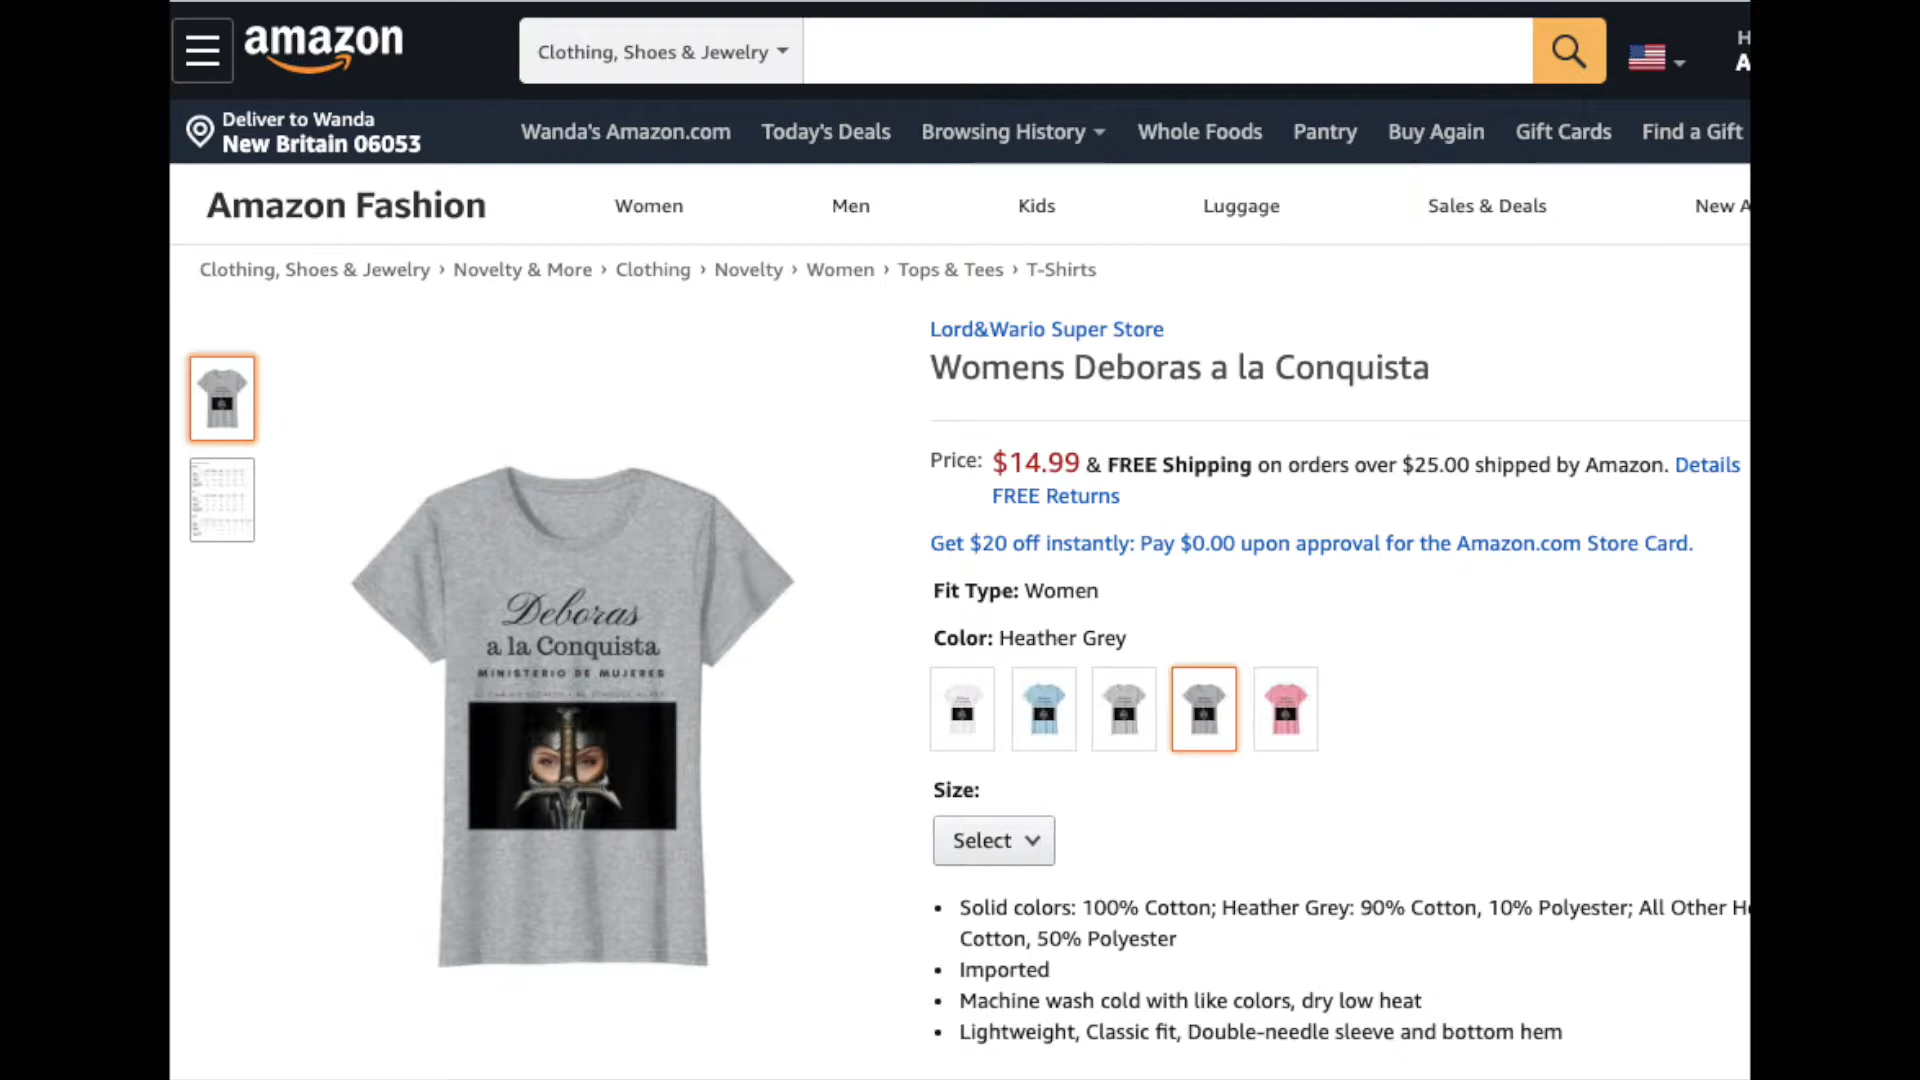 amazon
Clothing, Shoes & Jewelry
H
A
Deliver to Wanda
New Britain 06053
Wanda's Amazon.com
Today's Deals
Browsing History
Whole Foods
Pantry
Buy Again
Gift Cards
Find a Gift
Amazon Fashion
Women
Men
Kids
Luggage
Sales & Deals
New A
Clothing, Shoes & Jewelry › Novelty & More › Clothing › Novelty › Women › Tops & Tees › T-Shirts
Lord&Wario Super Store
Womens Deboras a la Conquista
Price: $14.99 & FREE Shipping on orders over $25.00 shipped by Amazon. Details
FREE Returns
Get $20 off instantly: Pay $0.00 upon approval for the Amazon.com Store Card.
Fit Type: Women
Color: Heather Grey
Deboras
a la Conquista
MINISTERIO DE MUJERES
Size:
Select
• Solid colors: 100% Cotton; Heather Grey: 90% Cotton, 10% Polyester; All Other H
Cotton, 50% Polyester
• Imported
• Machine wash cold with like colors, dry low heat
• Lightweight, Classic fit, Double-needle sleeve and bottom hem